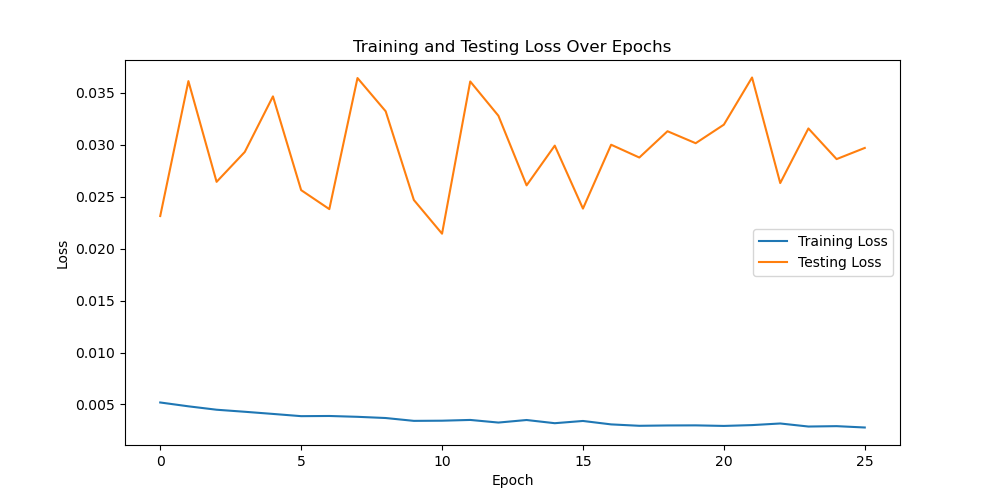 Training and Testing Loss Over Epochs
0.035
0.030
0.025
0.020
0.015
0.010
0.005
Loss
Training Loss
Testing Loss
0 5 10 15 20 25
Epoch